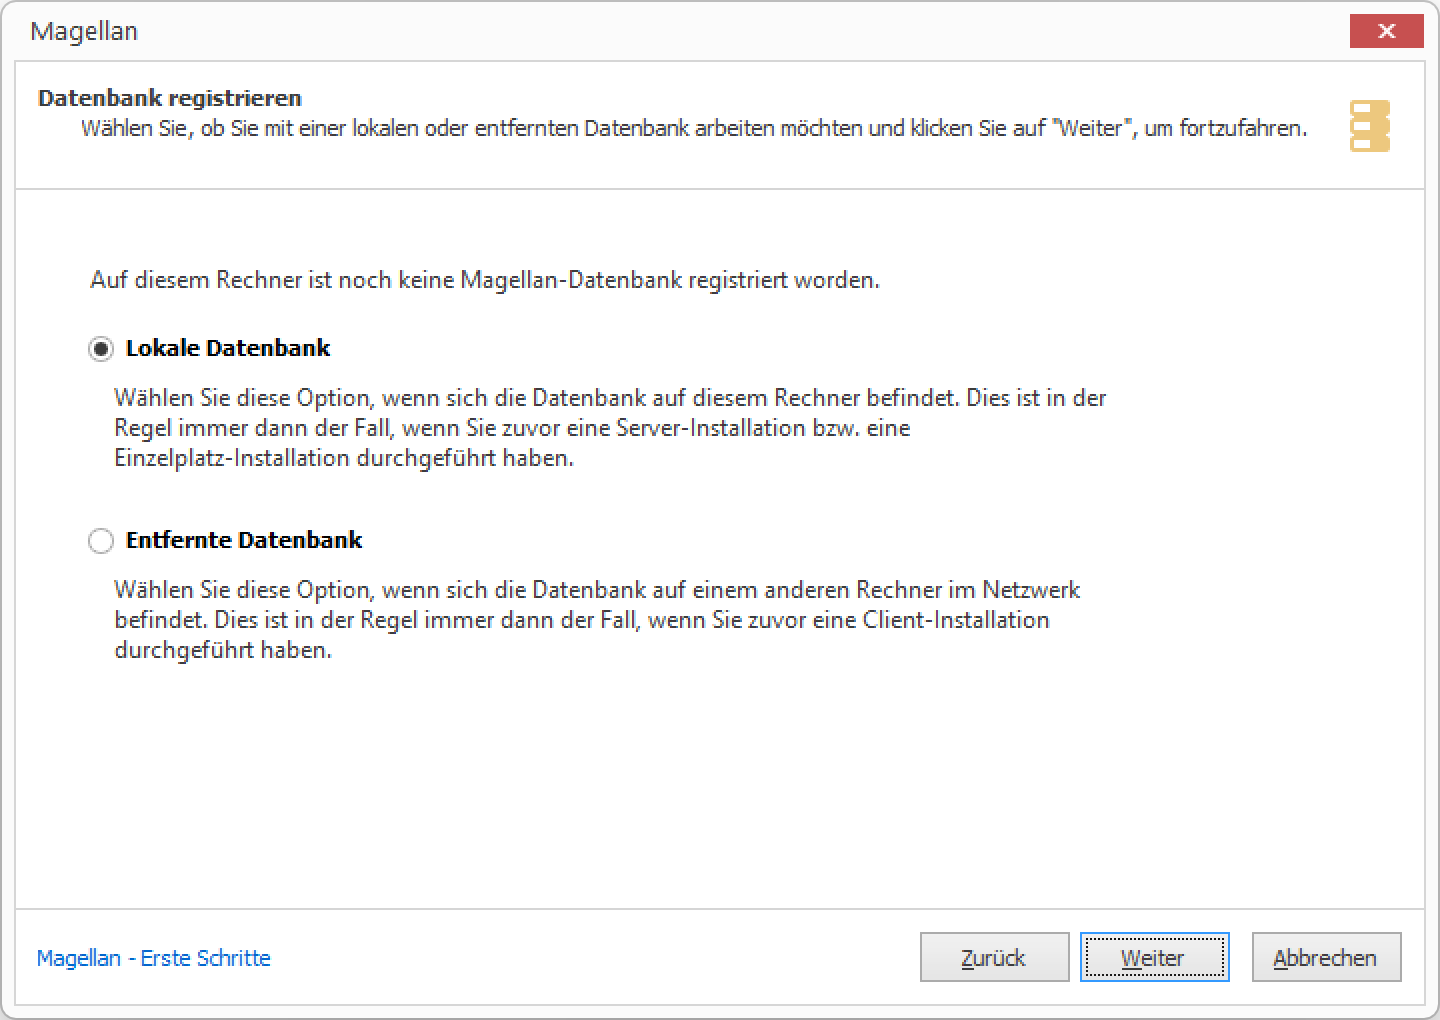 Magellan
Datenbank registrieren
Wählen Sie, ob Sie mit einer lokalen oder entfernten Datenbank arbeiten möchten und klicken Sie auf "Weiter", um fortzufahren.
Auf diesem Rechner ist noch keine Magellan-Datenbank registriert worden.
Lokale Datenbank
Wählen Sie diese Option, wenn sich die Datenbank auf diesem Rechner befindet. Dies ist in der
Regel immer dann der Fall, wenn Sie zuvor eine Server-Installation bzw. eine
Einzelplatz-Installation durchgeführt haben.
Entfernte Datenbank
Wählen Sie diese Option, wenn sich die Datenbank auf einem anderen Rechner im Netzwerk
befindet. Dies ist in der Regel immer dann der Fall, wenn Sie zuvor eine Client-Installation
durchgeführt haben.
Magellan - Erste Schritte
Zurück
Weiter
Abbrechen